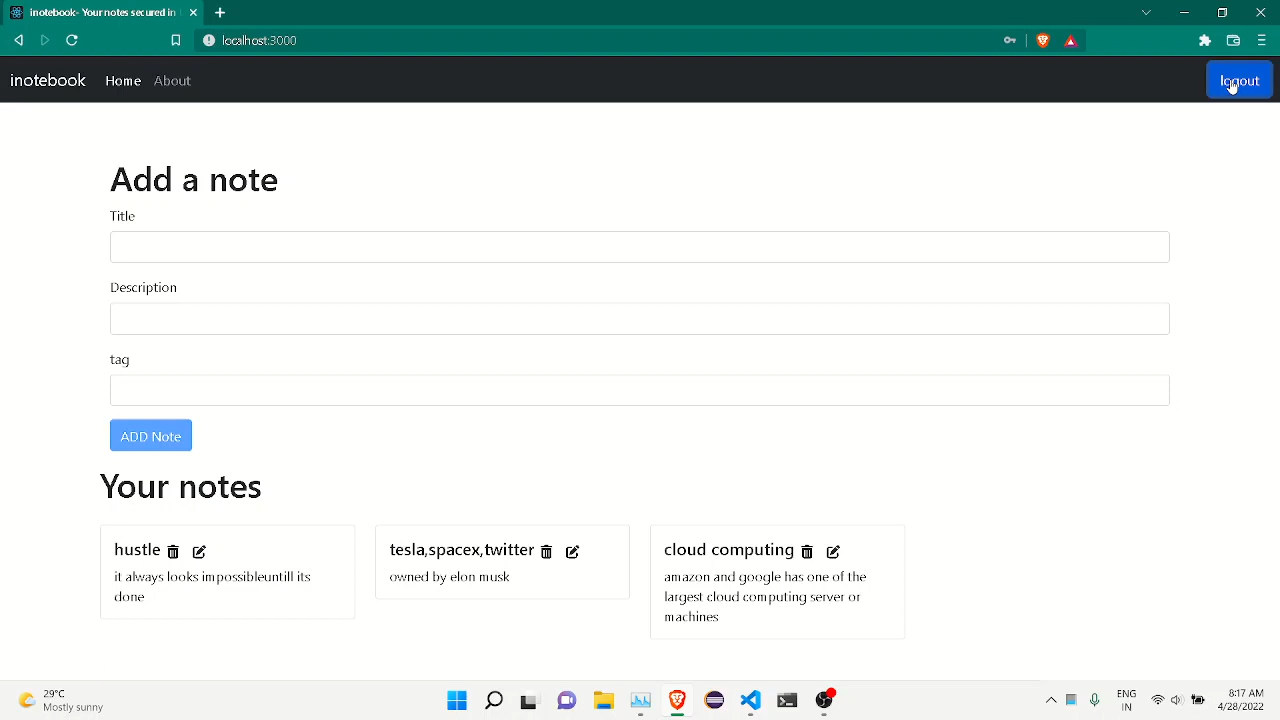 inotebook- Your notes secured in
localhost:3000
inotebook Home About logout
Add a note
Title
Description
tag
ADD Note
Your notes
hustle
it always looks impossibleuntill its
done
tesla,spacex,twitter
owned by elon musk
cloud computing
amazon and google has one of the
largest cloud computing server or
machines
29°C
Mostly sunny
ENG
IN
8:17 AM
4/28/2022